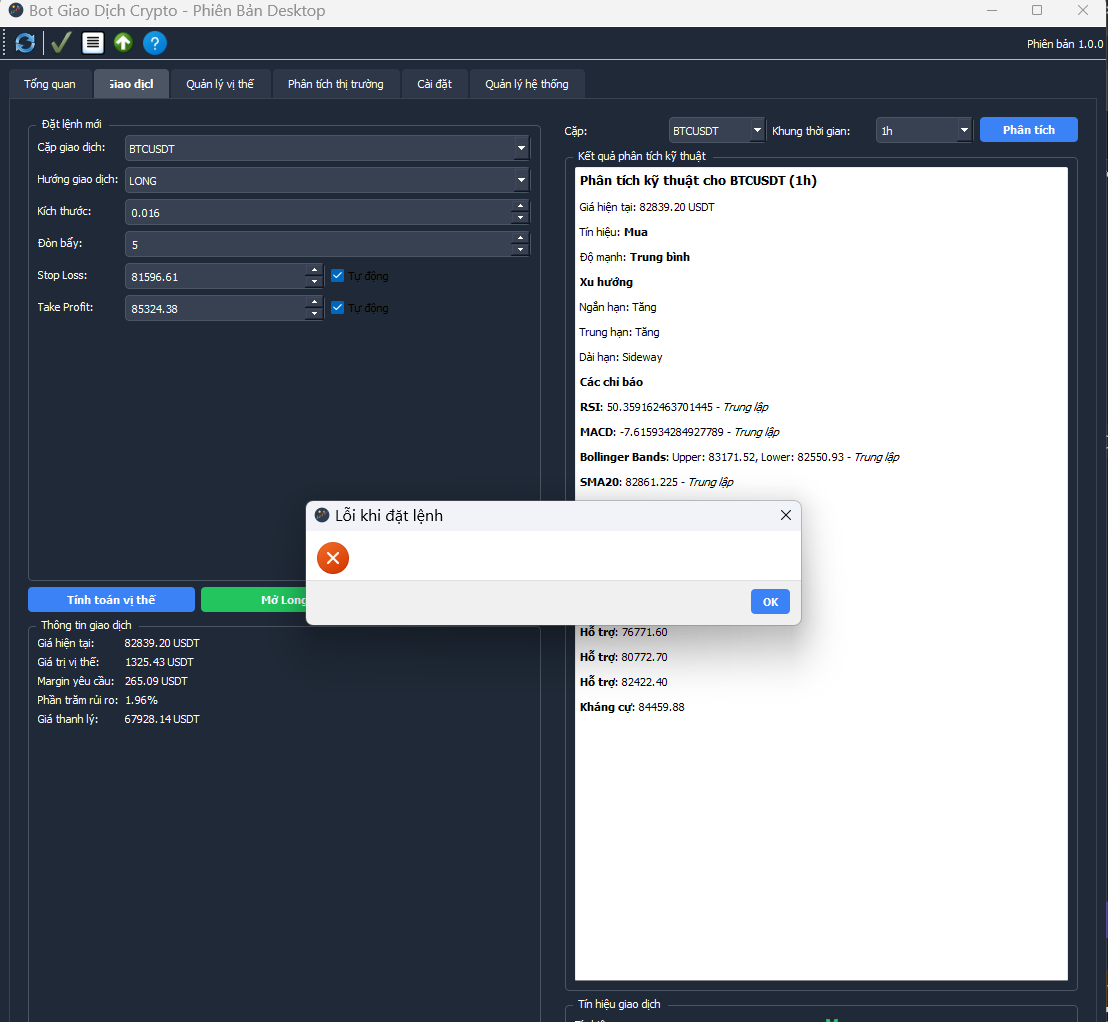 Bot Giao Dịch Crypto - Phiên Bản Desktop
Phiên bản 1.0.0
Tổng quan
Giao dịch
Quản lý vị thế
Phân tích thị trường
Cài đặt
Quản lý hệ thống
Đặt lệnh mới
Cặp giao dịch: BTCUSDT
Hướng giao dịch: LONG
Kích thước: 0.016
Đòn bẩy: 5
Stop Loss: 81596.61 Tự động
Take Profit: 85324.38 Tự động
Tính toán vị thế
Mở Long
Thông tin giao dịch
Giá hiện tại: 82839.20 USDT
Giá trị vị thế: 1325.43 USDT
Margin yêu cầu: 265.09 USDT
Phần trăm rủi ro: 1.96%
Giá thanh lý: 67928.14 USDT
Cặp: BTCUSDT Khung thời gian: 1h Phân tích
Kết quả phân tích kỹ thuật
Phân tích kỹ thuật cho BTCUSDT (1h)
Giá hiện tại: 82839.20 USDT
Tín hiệu: Mua
Độ mạnh: Trung bình
Xu hướng
Ngắn hạn: Tăng
Trung hạn: Tăng
Dài hạn: Sideway
Các chỉ báo
RSI: 50.359162463701445 - Trung lập
MACD: -7.615934284927789 - Trung lập
Bollinger Bands: Upper: 83171.52, Lower: 82550.93 - Trung lập
SMA20: 82861.225 - Trung lập
Lỗi khi đặt lệnh
OK
Hỗ trợ: 76771.60
Hỗ trợ: 80772.70
Hỗ trợ: 82422.40
Kháng cự: 84459.88
Tín hiệu giao dịch